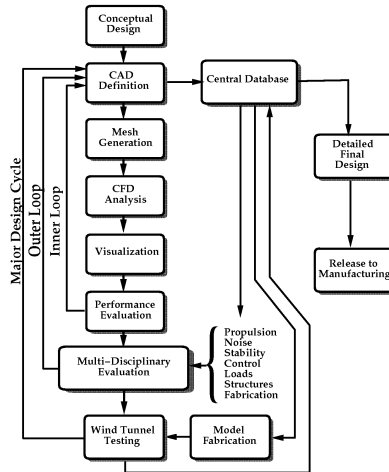 Conceptual
Design
CAD
Definition
Central Database
Mesh
Generation
Detailed
Final
Design
CFD
Analysis
Visualization
Release to
Manufacturing
Performance
Evaluation
Multi-Disciplinary
Evaluation
Propulsion
Noise
Stability
Control
Loads
Structures
Fabrication
Wind Tunnel
Testing
Model
Fabrication
Major Design Cycle
Outer Loop
Inner Loop